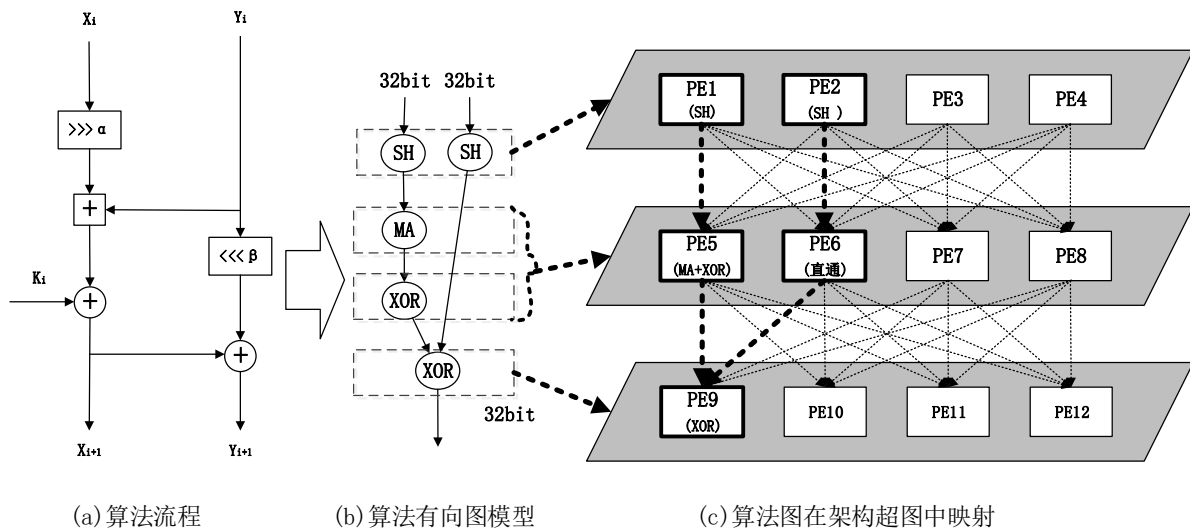 Xi
Yi
>>> α
+
<<< β
Ki
+
+
Xi+1
Yi+1
(a)算法流程
32bit 32bit
SH SH
MA
XOR
XOR
32bit
(b)算法有向图模型
PE1
(SH)
PE2
(SH )
PE3
PE4
PE5
(MA+XOR)
PE6
(直通)
PE7
PE8
PE9
(XOR)
PE10
PE11
PE12
(c)算法图在架构超图中映射